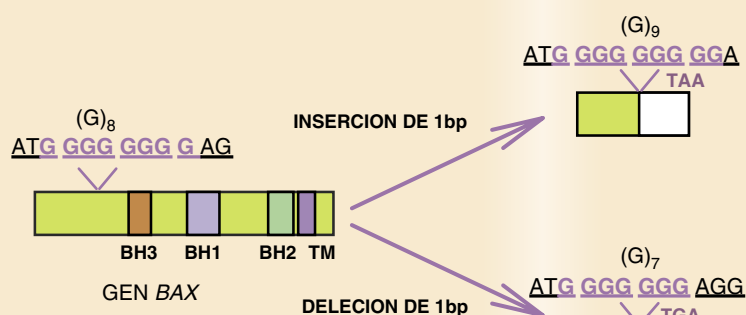 (G)8
ATG GGG GGG G AG
BH3 BH1 BH2 TM
GEN BAX
INSERCION DE 1bp
DELECION DE 1bp
(G)9
ATG GGG GGG GGA
TAA
(G)7
ATG GGG GGG AGG
TGA